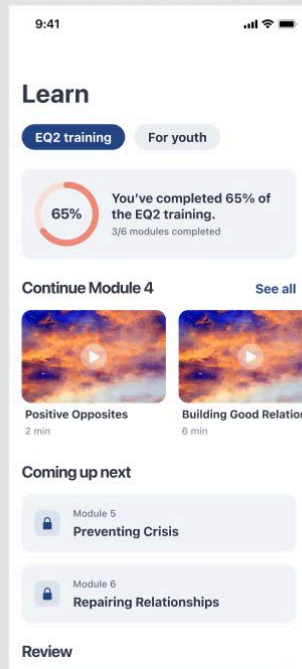 9:41
Learn
EQ2 training
For youth
65%
You've completed 65% of
the EQ2 training.
3/6 modules completed
Continue Module 4
See all
Positive Opposites
2 min
Building Good Relation
6 min
Coming up next
Module 5
Preventing Crisis
Module 6
Repairing Relationships
Review